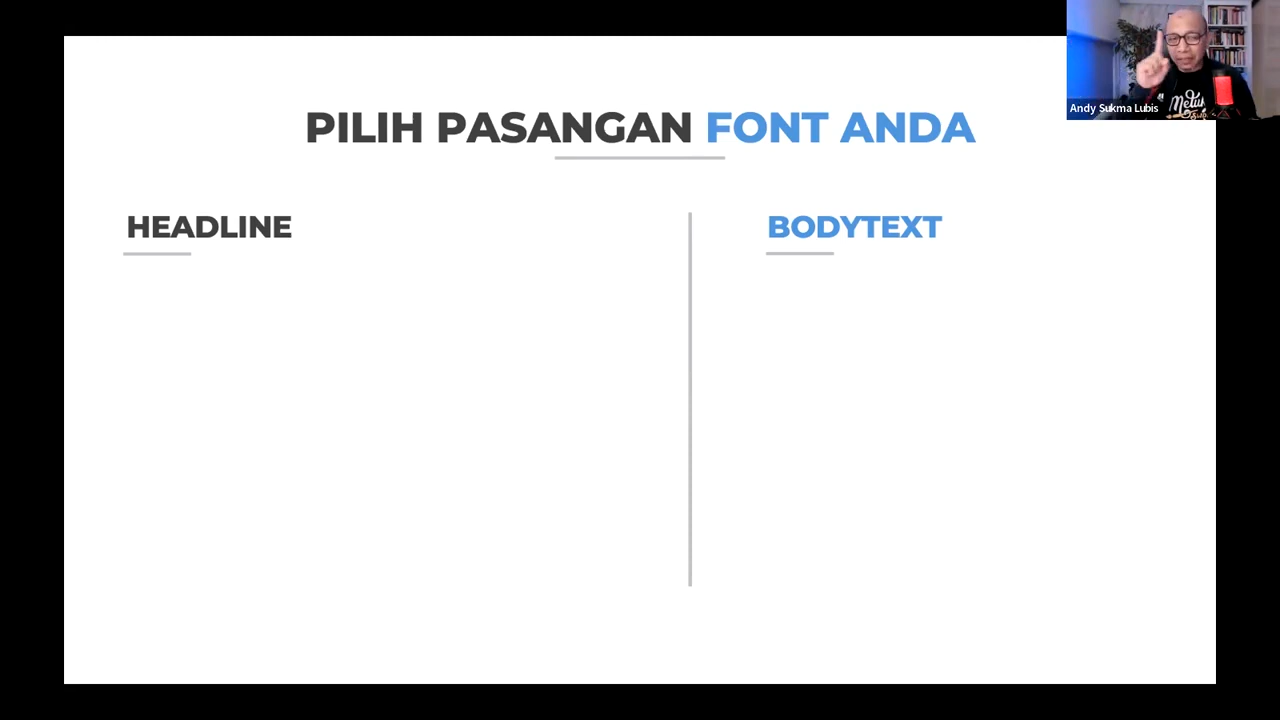 PILIH PASANGAN FONT ANDA
HEADLINE
BODYTEXT
Andy Sukma Lubis